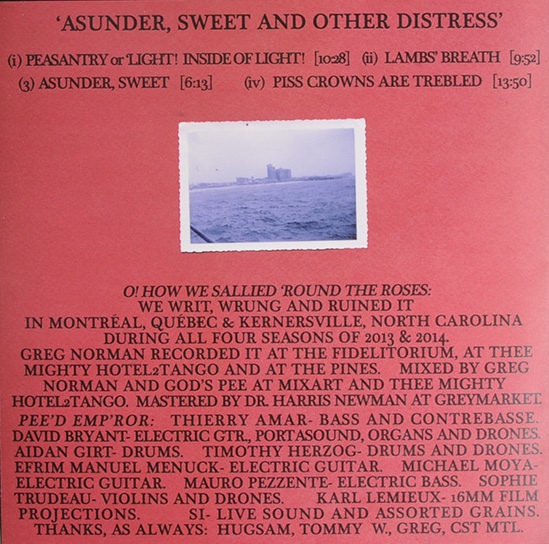 'ASUNDER, SWEET AND OTHER DISTRESS'
(i) PEASANTRY or 'LIGHT! INSIDE OF LIGHT! [10:28] (ii) LAMBS' BREATH [9:52]
(3) ASUNDER, SWEET [6:13] (iv) PISS CROWNS ARE TREBLED [13:50]
O! HOW WE SALLIED 'ROUND THE ROSES:
WE WRIT, WRUNG AND RUINED IT
IN MONTRÉAL, QUÉBEC & KERNERSVILLE, NORTH CAROLINA
DURING ALL FOUR SEASONS OF 2013 & 2014.
GREG NORMAN RECORDED IT AT THE FIDELITORIUM, AT THEE
MIGHTY HOTEL2TANGO AND AT THE PINES. MIXED BY GREG
NORMAN AND GOD'S PEE AT MIXART AND THEE MIGHTY
HOTEL2TANGO. MASTERED BY DR. HARRIS NEWMAN AT GREYMARKET.
PEE'D EMP'ROR: THIERRY AMAR- BASS AND CONTREBASSE.
DAVID BRYANT- ELECTRIC GTR., PORTASOUND, ORGANS AND DRONES.
AIDAN GIRT- DRUMS. TIMOTHY HERZOG- DRUMS AND DRONES.
EFRIM MANUEL MENUCK- ELECTRIC GUITAR. MICHAEL MOYA-
ELECTRIC GUITAR. MAURO PEZZENTE- ELECTRIC BASS. SOPHIE
TRUDEAU- VIOLINS AND DRONES. KARL LEMIEUX- 16MM FILM
PROJECTIONS. SI- LIVE SOUND AND ASSORTED GRAINS.
THANKS, AS ALWAYS: HUGSAM, TOMMY W., GREG, CST MTL.